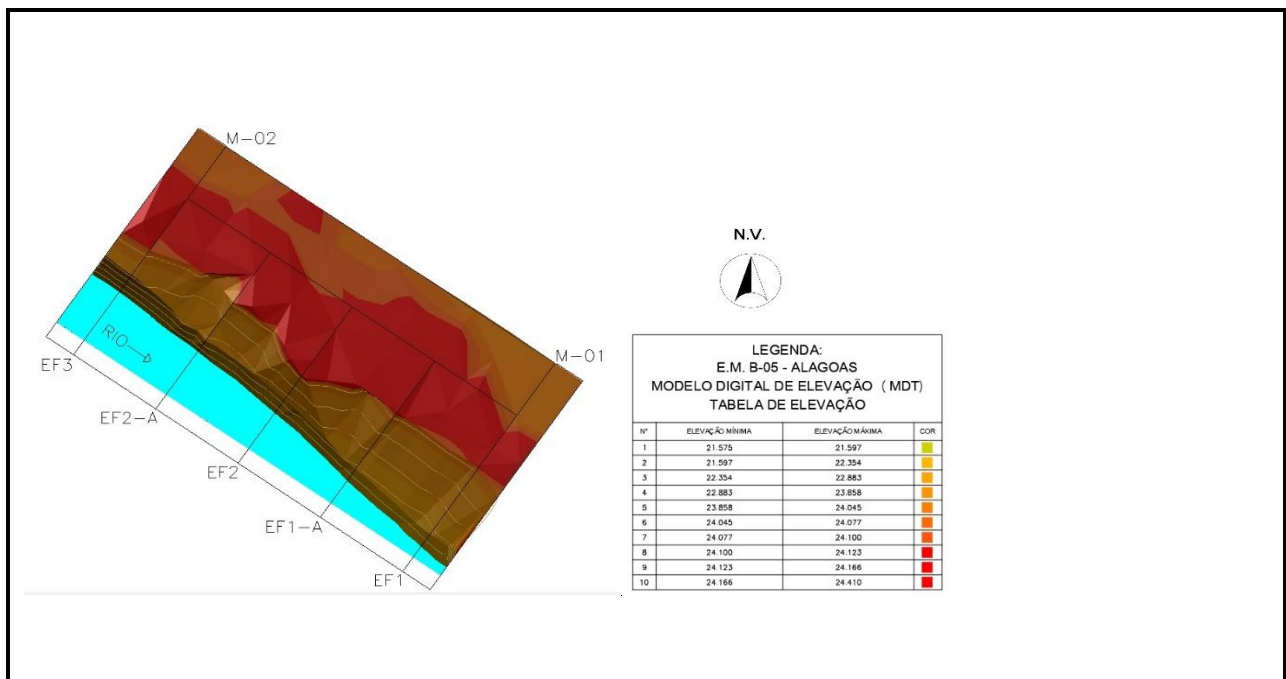 M-02
N.V.
M-01
RIO
EF3
EF2-A
EF2
EF1-A
EF1
LEGENDA:
E.M. B-05 - ALAGOAS
MODELO DIGITAL DE ELEVAÇÃO ( MDT)
TABELA DE ELEVAÇÃO
N° ELEVAÇÃO MÍNIMA ELEVAÇÃO MÁXIMA COR
1 21.575 21.597
2 21.597 22.354
3 22.354 22.883
4 22.883 23.858
5 23.858 24.045
6 24.045 24.077
7 24.077 24.100
8 24.100 24.123
9 24.123 24.166
10 24.166 24.410